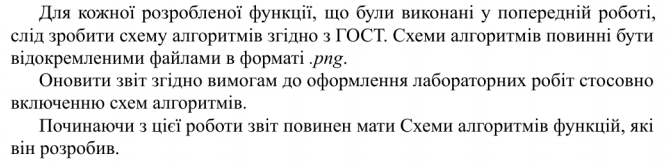 Для кожної розробленої функції, що були виконані у попередній роботі,
слід зробити схему алгоритмів згідно з ГОСТ. Схеми алгоритмів повинні бути
відокремленими файлами в форматі .png.
Оновити звіт згідно вимогам до оформлення лабораторних робіт стосовно
включенню схем алгоритмів.
Починаючи з цієї роботи звіт повинен мати Схеми алгоритмів функцій, які
він розробив.